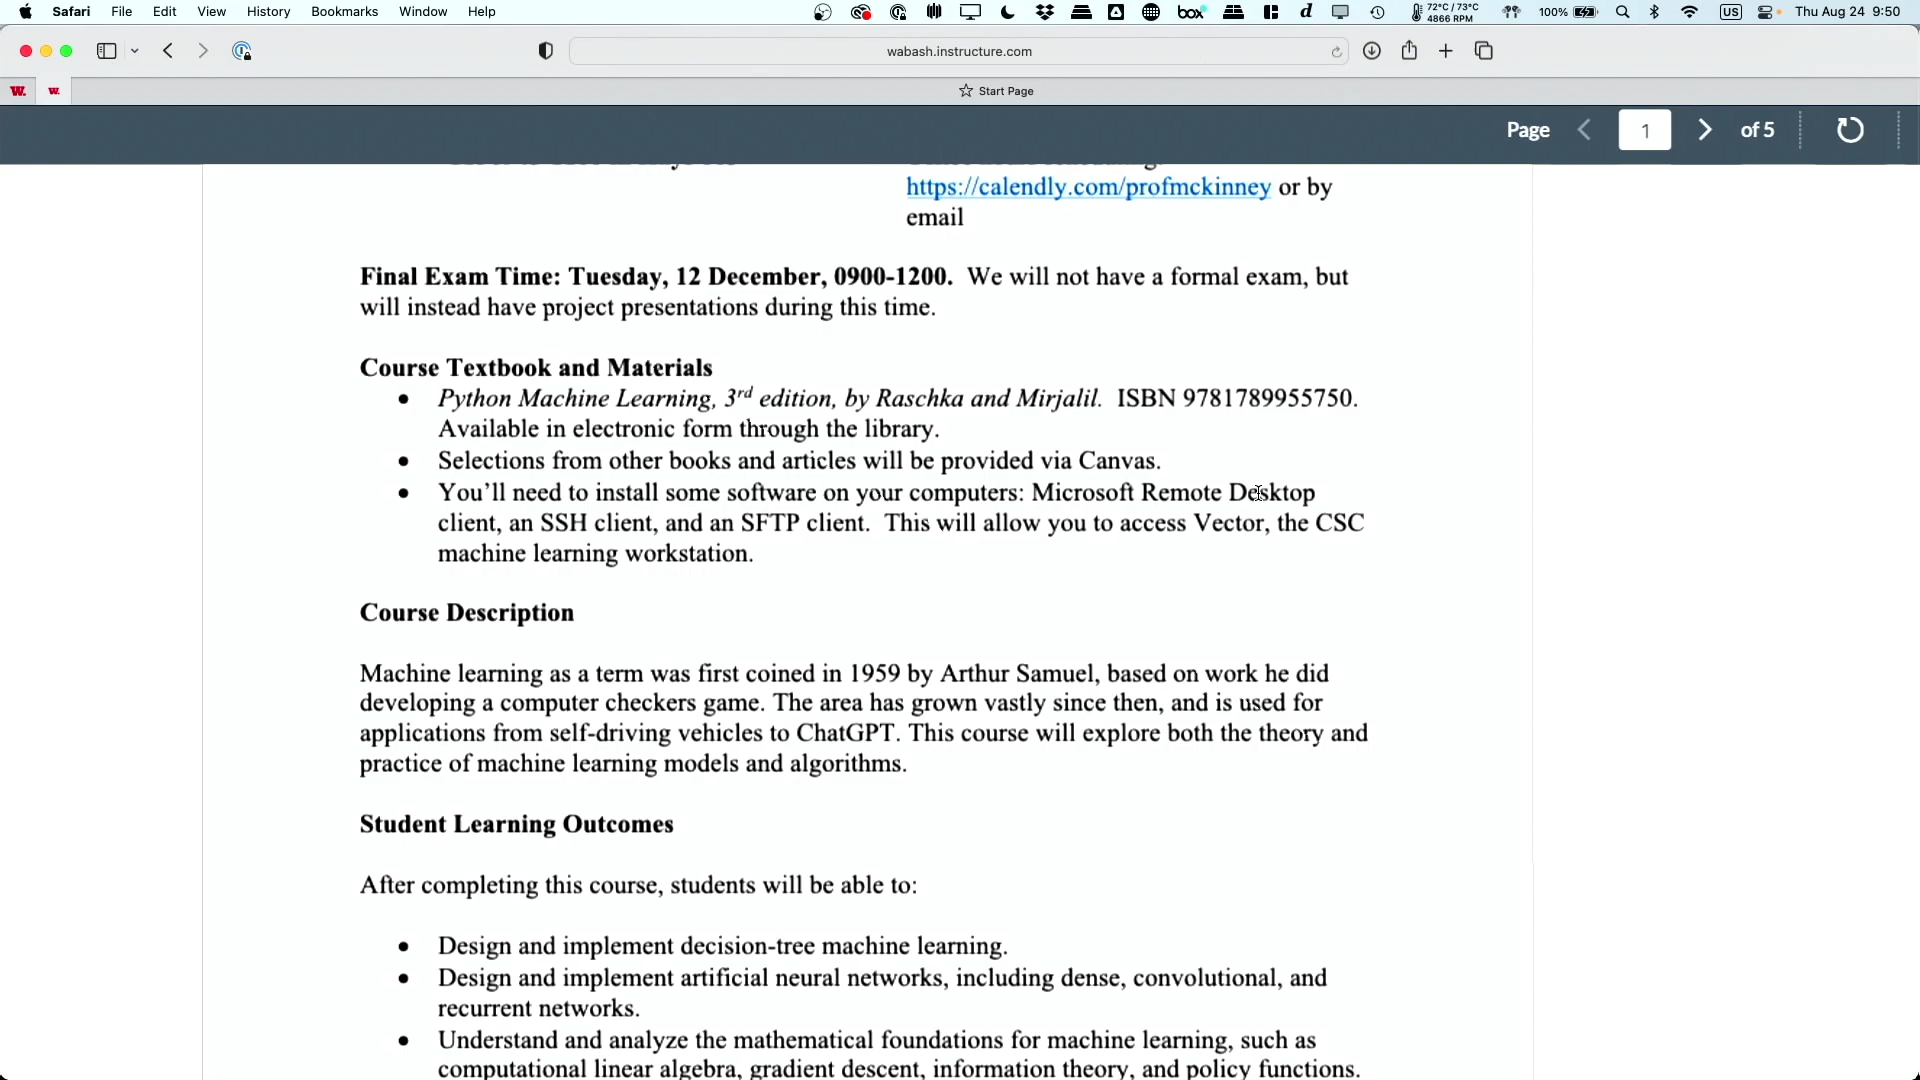 Safari File Edit View History Bookmarks Window Help
box d 72°C / 73°C 4866 RPM 100% US Thu Aug 24 9:50
wabash.instructure.com
W. W. Start Page
Page 1 of 5
https://calendly.com/profmckinney or by
email
Final Exam Time: Tuesday, 12 December, 0900-1200. We will not have a formal exam, but
will instead have project presentations during this time.
Course Textbook and Materials
• Python Machine Learning, 3rd edition, by Raschka and Mirjalil. ISBN 9781789955750.
Available in electronic form through the library.
• Selections from other books and articles will be provided via Canvas.
• You’ll need to install some software on your computers: Microsoft Remote Desktop
client, an SSH client, and an SFTP client. This will allow you to access Vector, the CSC
machine learning workstation.
Course Description
Machine learning as a term was first coined in 1959 by Arthur Samuel, based on work he did
developing a computer checkers game. The area has grown vastly since then, and is used for
applications from self-driving vehicles to ChatGPT. This course will explore both the theory and
practice of machine learning models and algorithms.
Student Learning Outcomes
After completing this course, students will be able to:
• Design and implement decision-tree machine learning.
• Design and implement artificial neural networks, including dense, convolutional, and
recurrent networks.
• Understand and analyze the mathematical foundations for machine learning, such as
computational linear algebra, gradient descent, information theory, and policy functions.